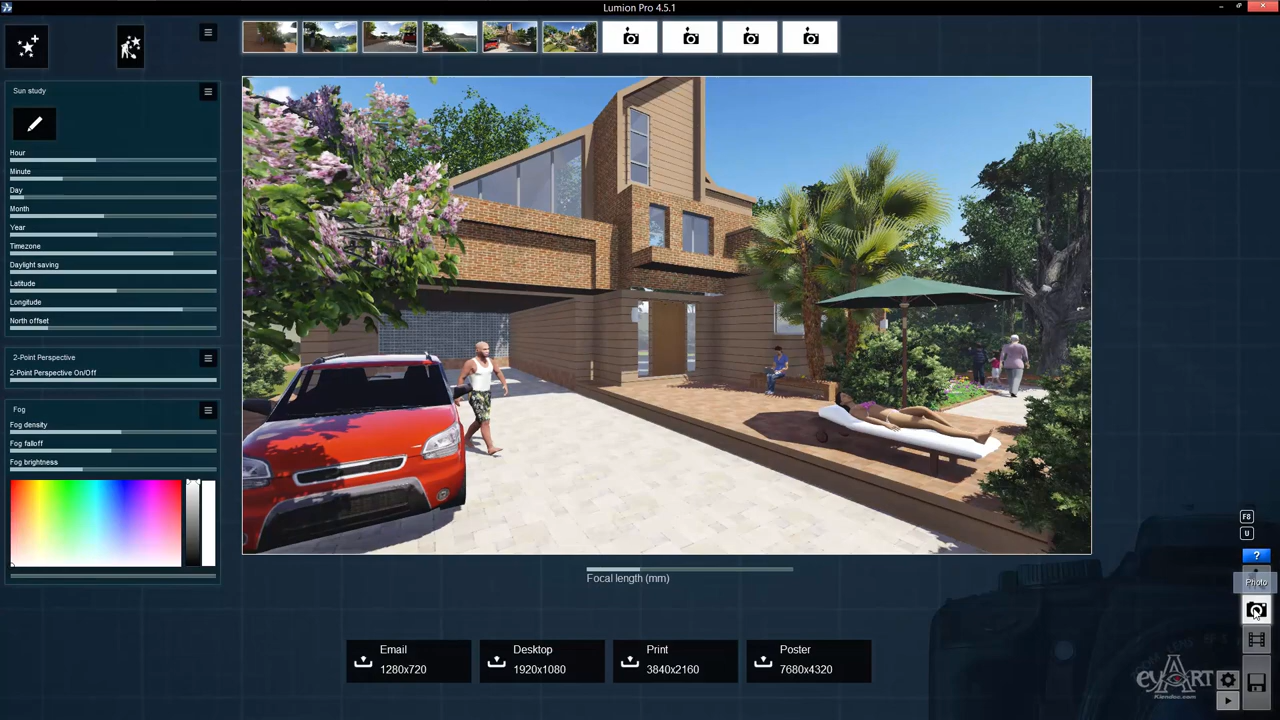 Lumion Pro 4.5.1
Sun study
Hour
Minute
Day
Month
Year
Timezone
Daylight saving
Latitude
Longitude
North offset
2-Point Perspective
2-Point Perspective On/Off
Fog
Fog density
Fog falloff
Fog brightness
Focal length (mm)
Email
1280x720
Desktop
1920x1080
Print
3840x2160
Poster
7680x4320
F8
U
?
Photo